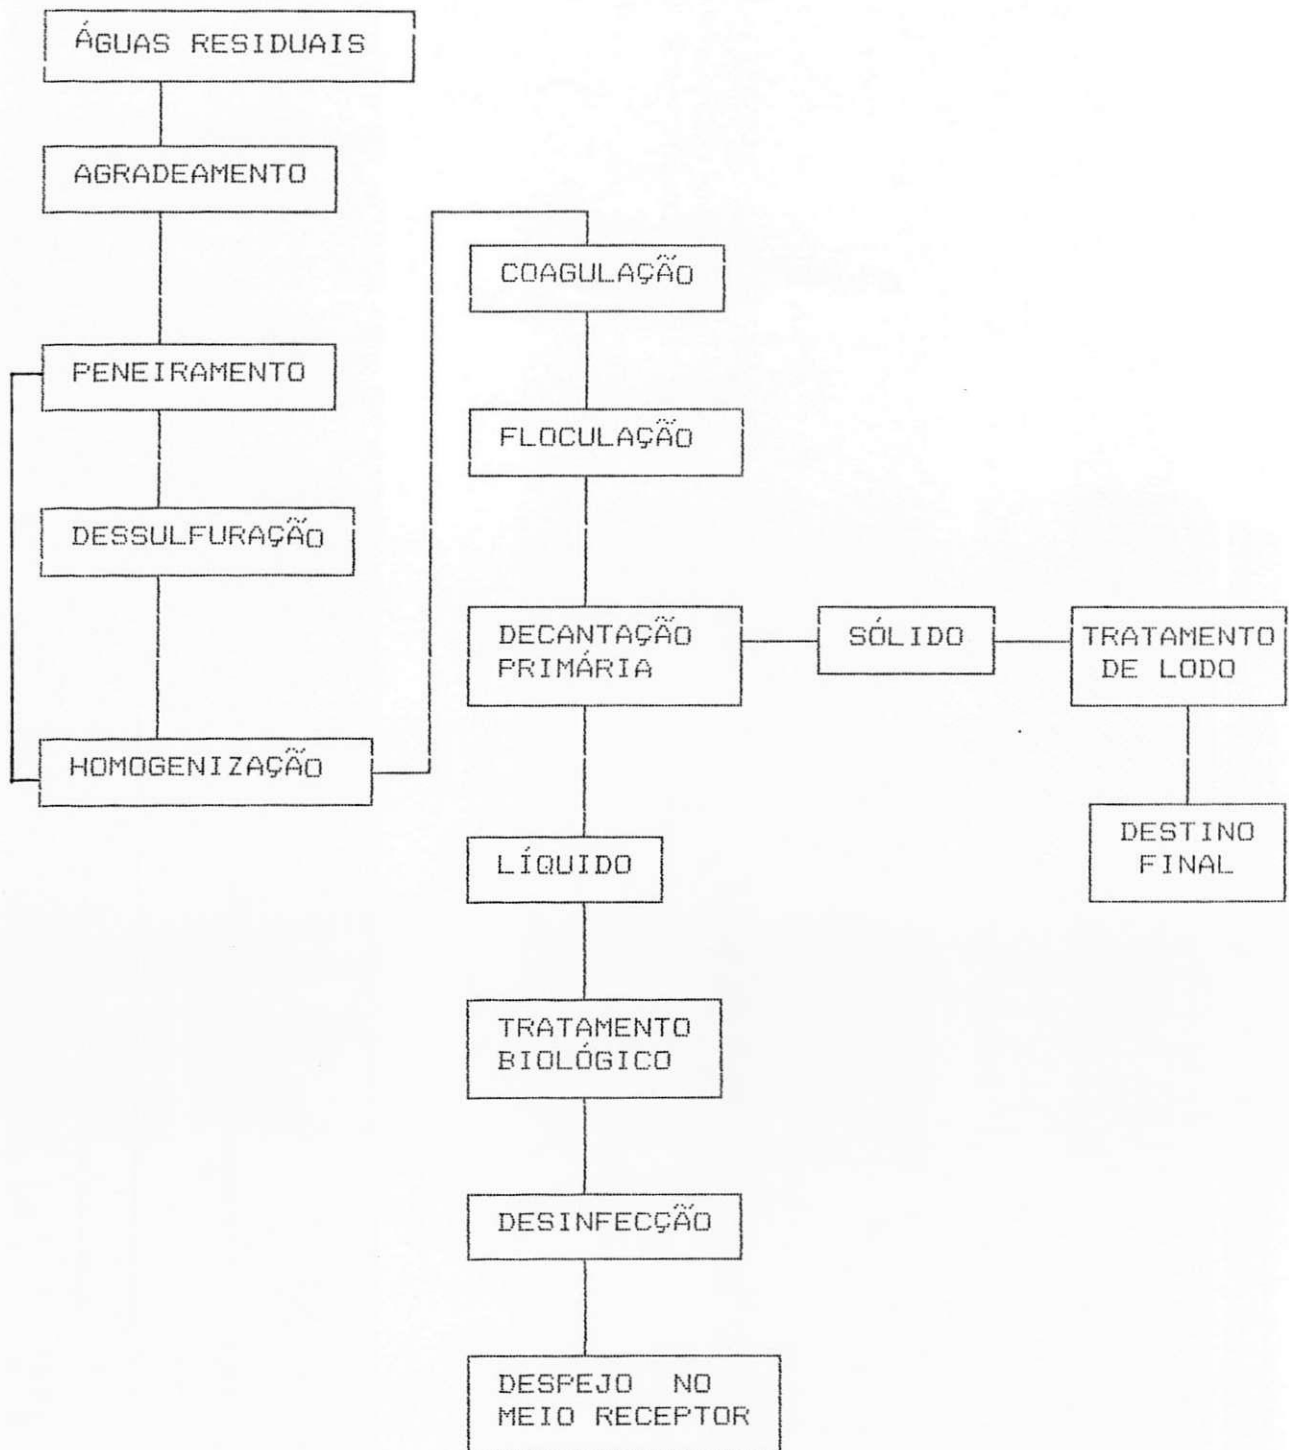 ÁGUAS RESIDUAIS
AGRADEAMENTO
PENEIRAMENTO
DESSULFURAÇÃO
HOMOGENIZAÇÃO
COAGULAÇÃO
FLOCULAÇÃO
DECANTAÇÃO
PRIMÁRIA
SÓLIDO
TRATAMENTO
DE LODO
DESTINO
FINAL
LÍQUIDO
TRATAMENTO
BIOLÓGICO
DESINFECÇÃO
DESPEJO NO
MEIO RECEPTOR